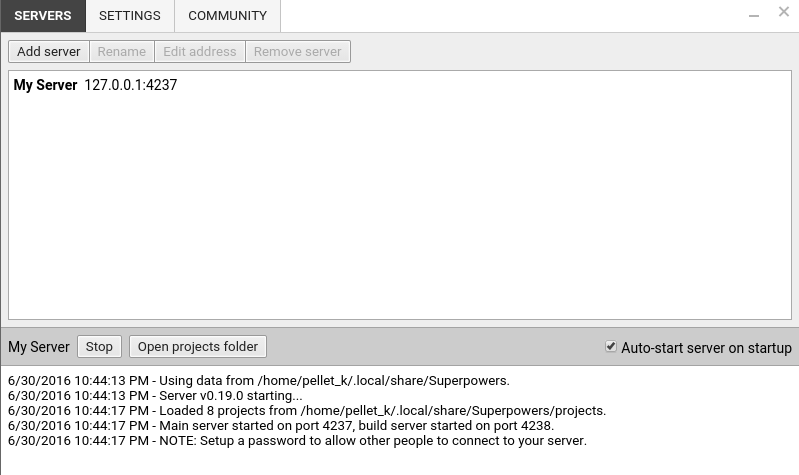 SERVERS SETTINGS COMMUNITY
Add server Rename Edit address Remove server
My Server 127.0.0.1:4237
My Server Stop Open projects folder Auto-start server on startup
6/30/2016 10:44:13 PM - Using data from /home/pellet_k/.local/share/Superpowers.
6/30/2016 10:44:13 PM - Server v0.19.0 starting...
6/30/2016 10:44:17 PM - Loaded 8 projects from /home/pellet_k/.local/share/Superpowers/projects.
6/30/2016 10:44:17 PM - Main server started on port 4237, build server started on port 4238.
6/30/2016 10:44:17 PM - NOTE: Setup a password to allow other people to connect to your server.